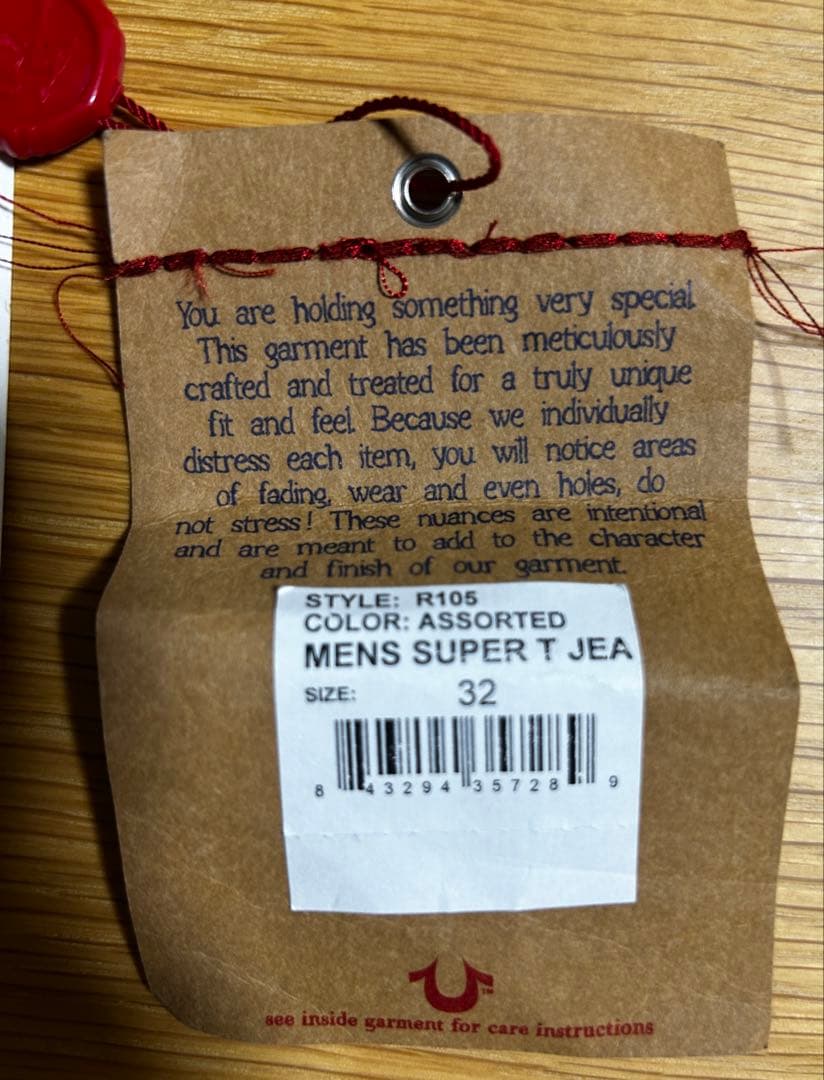 You are holding something very special.
This garment has been meticulously
crafted and treated for a truly unique
fit and feel. Because we individually
distress each item, you will notice areas
of fading, wear and even holes, do
not stress! These nuances are intentional
and are meant to add to the character
and finish of our garment.
STYLE: R105
COLOR: ASSORTED
MENS SUPER T JEA
SIZE: 32
8 43294 35728 9
TM
see inside garment for care instructions